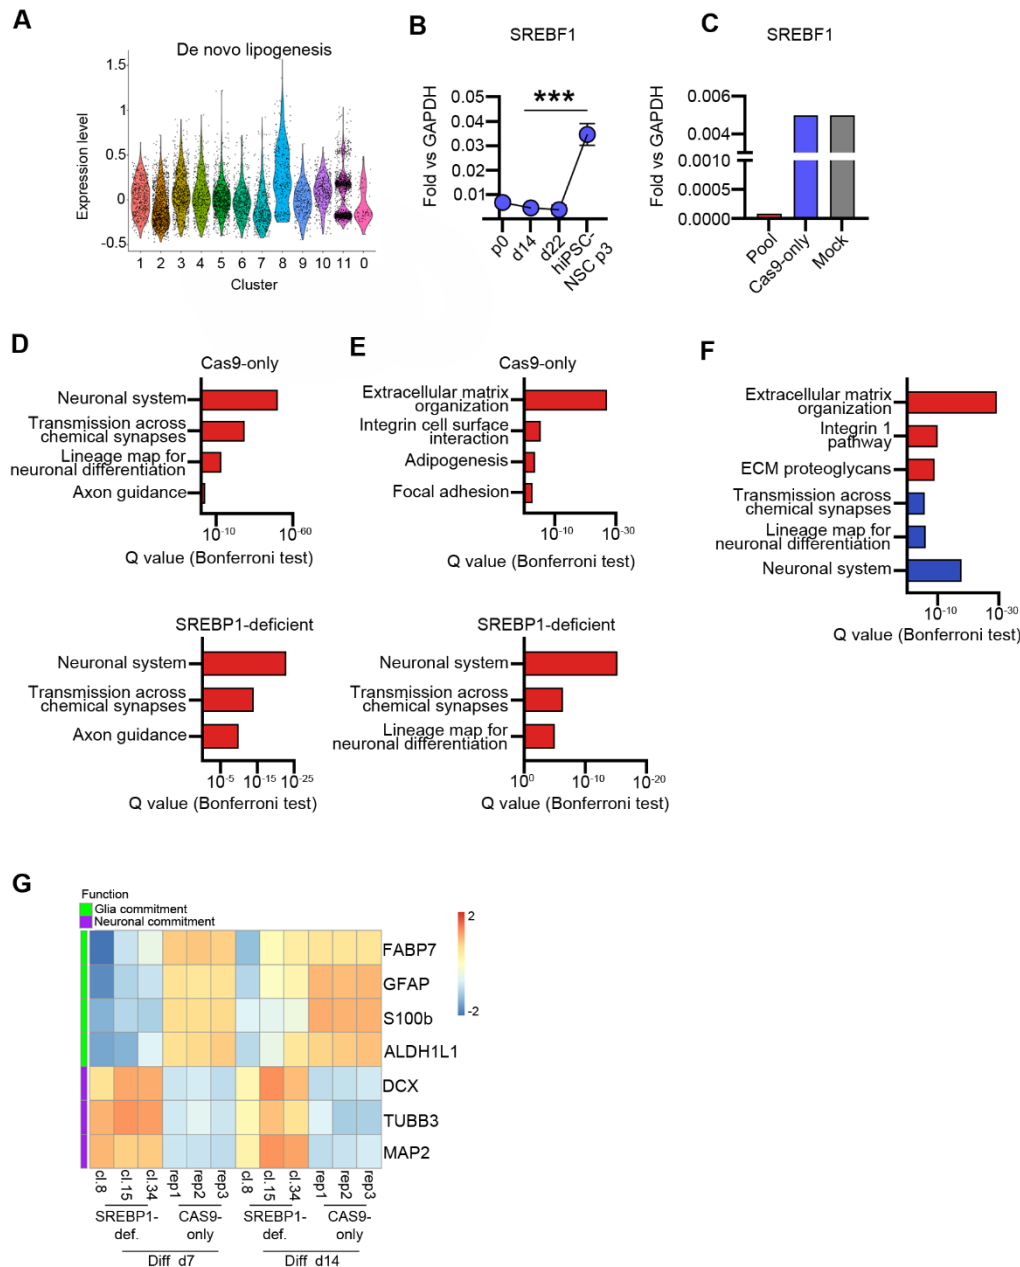 A
De novo lipogenesis
Expression level
1.5
1
0.5
0
-0.5
1 2 3 4 5 6 7 8 9 10 11 0
Cluster
B
SREBF1
Fold vs GAPDH
0.05
0.04
0.03
0.02
0.01
***
p0
d14
d22
hiPSC-
NSC p3
C
SREBF1
Fold vs GAPDH
0.006
0.004
0.0010
0.0005
0.0000
Pool
Cas9-only
Mock
D
Cas9-only
Neuronal system
Transmission across
chemical synapses
Lineage map for
neuronal differentiation
Axon guidance
10-10 10-60
Q value (Bonferroni test)
SREBP1-deficient
Neuronal system
Transmission across
chemical synapses
Axon guidance
10-5 10-15 10-25
Q value (Bonferroni test)
E
Cas9-only
Extracellular matrix
organization
Integrin cell surface
interaction
Adipogenesis
Focal adhesion
10-10 10-30
Q value (Bonferroni test)
SREBP1-deficient
Neuronal system
Transmission across
chemical synapses
Lineage map for
neuronal differentiation
100 10-10 10-20
Q value (Bonferroni test)
F
Extracellular matrix
organization
Integrin 1
pathway
ECM proteoglycans
Transmission across
chemical synapses
Lineage map for
neuronal differentiation
Neuronal system
10-10 10-30
Q value (Bonferroni test)
G
Function
Glia commitment
Neuronal commitment
2
-2
FABP7
GFAP
S100b
ALDH1L1
DCX
TUBB3
MAP2
cl.8 cl.15 cl.34 rep1 rep2 rep3 cl.8 cl.15 cl.34 rep1 rep2 rep3
SREBP1- CAS9- SREBP1- CAS9-
def. only def. only
Diff d7 Diff d14